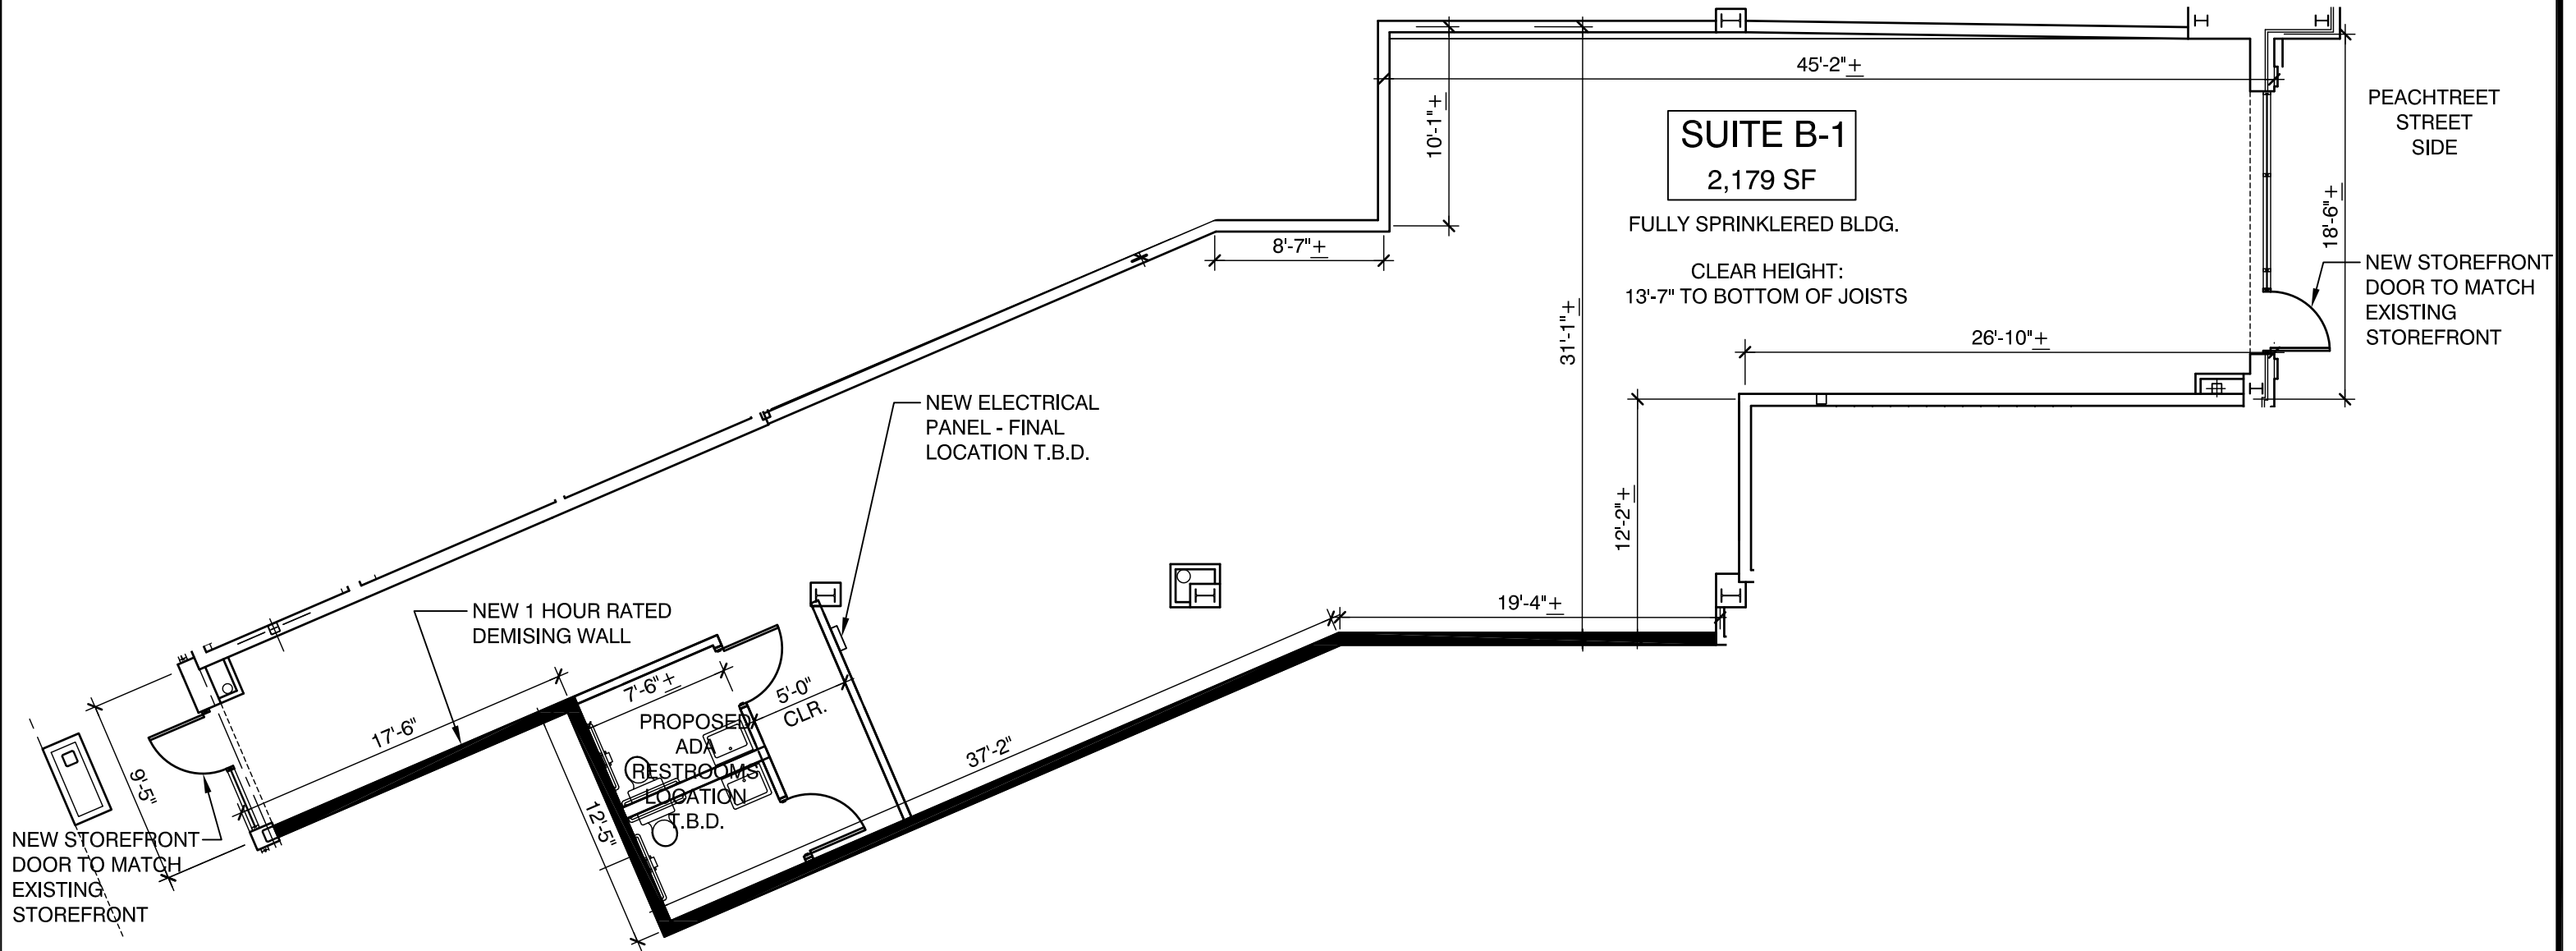 45'-2"±
10'-1"±
SUITE B-1
2,179 SF
FULLY SPRINKLERED BLDG.
CLEAR HEIGHT:
13'-7" TO BOTTOM OF JOISTS
PEACHTREET
STREET
SIDE
18'-6"±
NEW STOREFRONT
DOOR TO MATCH
EXISTING
STOREFRONT
8'-7"±
31'-1"±
26'-10"±
12'-2"±
19'-4"±
NEW ELECTRICAL
PANEL - FINAL
LOCATION T.B.D.
NEW 1 HOUR RATED
DEMISING WALL
7'-6"±
5'-0"
CLR.
PROPOSED
ADA
RESTROOMS
LOCATION
T.B.D.
17'-6"
37'-2"
12'-5"
9'-5"
NEW STOREFRONT
DOOR TO MATCH
EXISTING
STOREFRONT